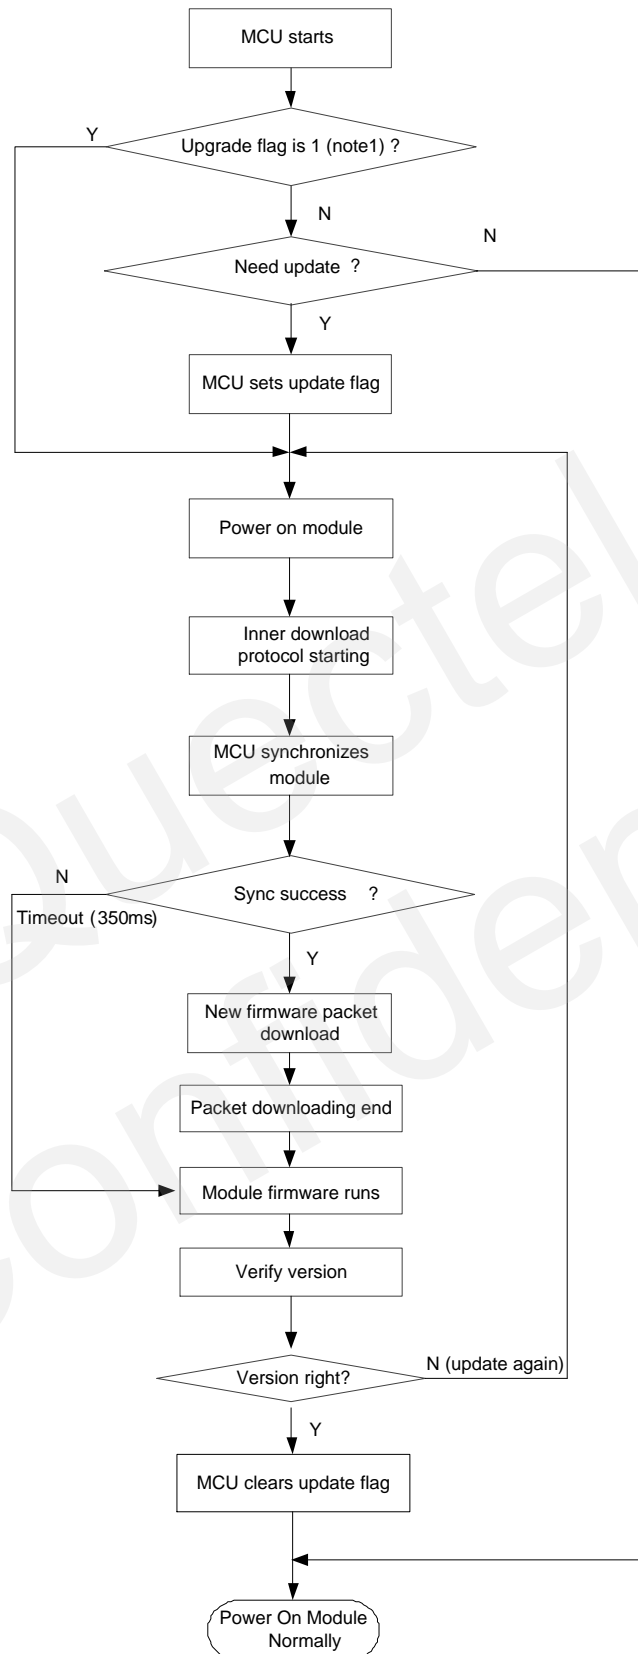 MCU starts
Y
Upgrade flag is 1 (note1) ?
N
N
Need update ?
Y
MCU sets update flag
Power on module
Inner download
protocol starting
MCU synchronizes
module
N
Sync success ?
Timeout (350ms)
Y
New firmware packet
download
Packet downloading end
Module firmware runs
Verify version
N (update again)
Version right?
Y
MCU clears update flag
Power On Module
Normally
Quectel
Confiden